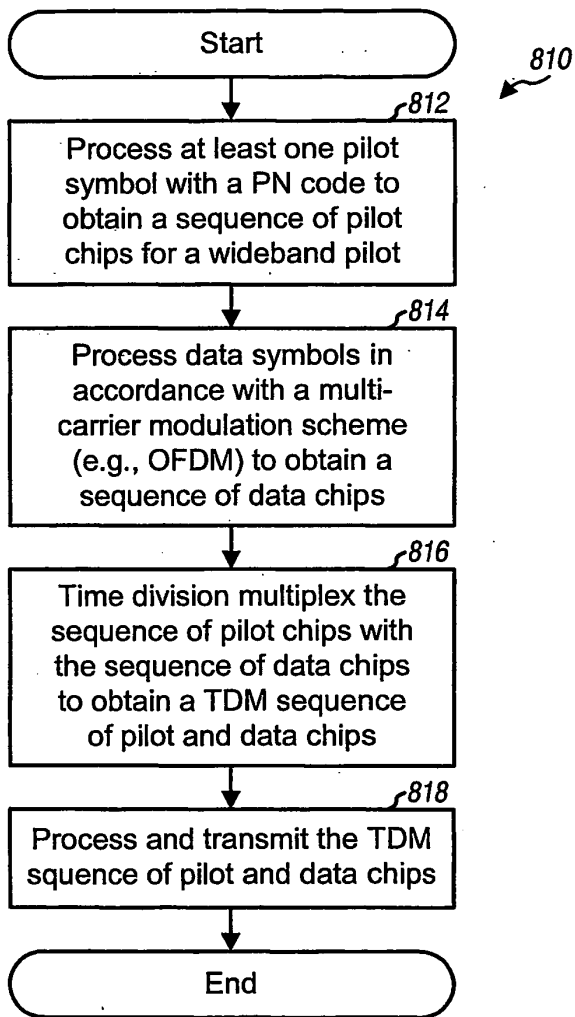 Start
810
812
Process at least one pilot
symbol with a PN code to
obtain a sequence of pilot
chips for a wideband pilot
814
Process data symbols in
accordance with a multi-
carrier modulation scheme
(e.g., OFDM) to obtain a
sequence of data chips
816
Time division multiplex the
sequence of pilot chips with
the sequence of data chips
to obtain a TDM sequence
of pilot and data chips
818
Process and transmit the TDM
squence of pilot and data chips
End